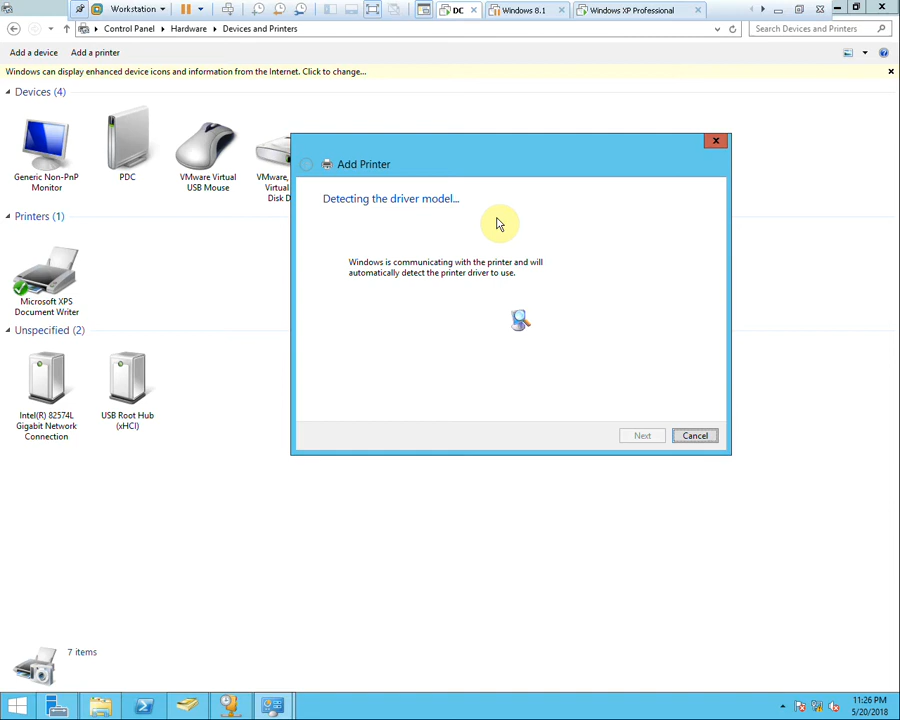 Workstation
DC
Windows 8.1
Windows XP Professional
Control Panel
Hardware
Devices and Printers
Search Devices and Printers
Add a device
Add a printer
Windows can display enhanced device icons and information from the Internet. Click to change...
Devices (4)
Generic Non-PnP
Monitor
PDC
VMware Virtual
USB Mouse
VMware,
Virtual
Disk D
Add Printer
Detecting the driver model...
Windows is communicating with the printer and will
automatically detect the printer driver to use.
Next
Cancel
Printers (1)
Microsoft XPS
Document Writer
Unspecified (2)
Intel(R) 82574L
Gigabit Network
Connection
USB Root Hub
(xHCI)
7 items
11:26 PM
5/20/2018